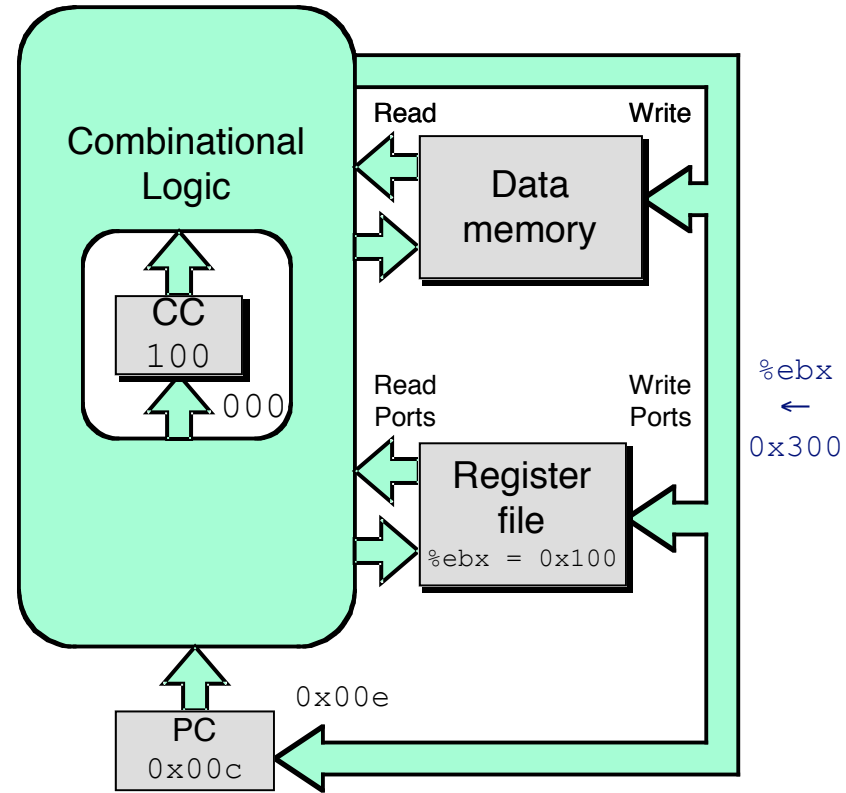 Combinational
Logic
CC
100
000
Read
Write
Data
memory
Read
Ports
Write
Ports
Register
file
%ebx = 0x100
%ebx
←
0x300
0x00e
PC
0x00c